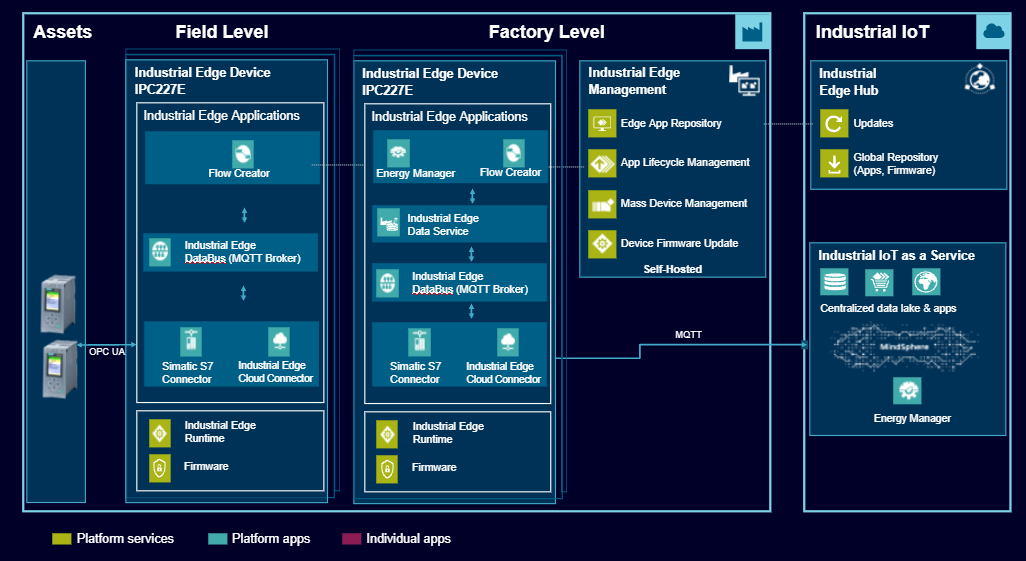 Assets
Field Level
Factory Level
Industrial IoT
Industrial Edge Device
IPC227E
Industrial Edge Applications
Flow Creator
Industrial Edge
DataBus (MQTT Broker)
Simatic S7
Connector
Industrial Edge
Cloud Connector
Industrial Edge
Runtime
Firmware
OPC UA
Industrial Edge Device
IPC227E
Industrial Edge Applications
Energy Manager
Flow Creator
Industrial Edge
Data Service
Industrial Edge
DataBus (MQTT Broker)
Simatic S7
Connector
Industrial Edge
Cloud Connector
Industrial Edge
Runtime
Firmware
Industrial Edge
Management
Edge App Repository
App Lifecycle Management
Mass Device Management
Device Firmware Update
Self-Hosted
MQTT
Industrial
Edge Hub
Updates
Global Repository
(Apps, Firmware)
Industrial IoT as a Service
Centralized data lake & apps
MindSphere
Energy Manager
Platform services
Platform apps
Individual apps